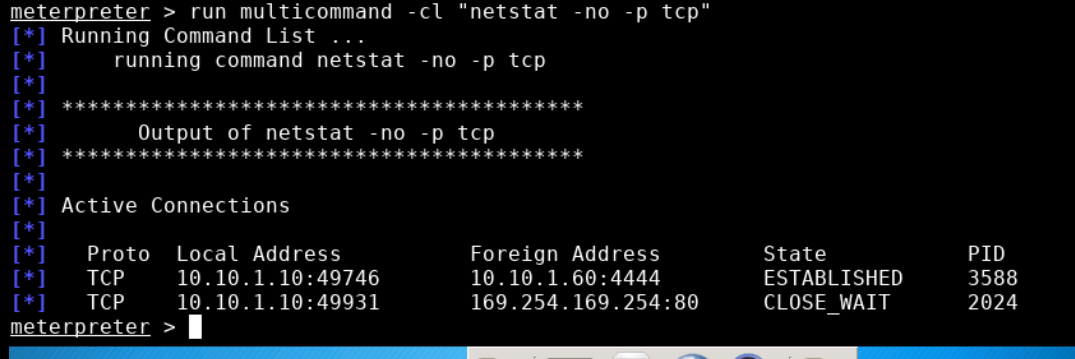 meterpreter > run multicommand -cl "netstat -no -p tcp"
[*] Running Command List ...
[*]     running command netstat -no -p tcp
[*]
[*] *****************************************
[*]       Output of netstat -no -p tcp
[*] *****************************************
[*]
[*] Active Connections
[*]
[*]   Proto  Local Address          Foreign Address        State           PID
[*]   TCP    10.10.1.10:49746       10.10.1.60:4444        ESTABLISHED     3588
[*]   TCP    10.10.1.10:49931       169.254.169.254:80     CLOSE_WAIT      2024
meterpreter >